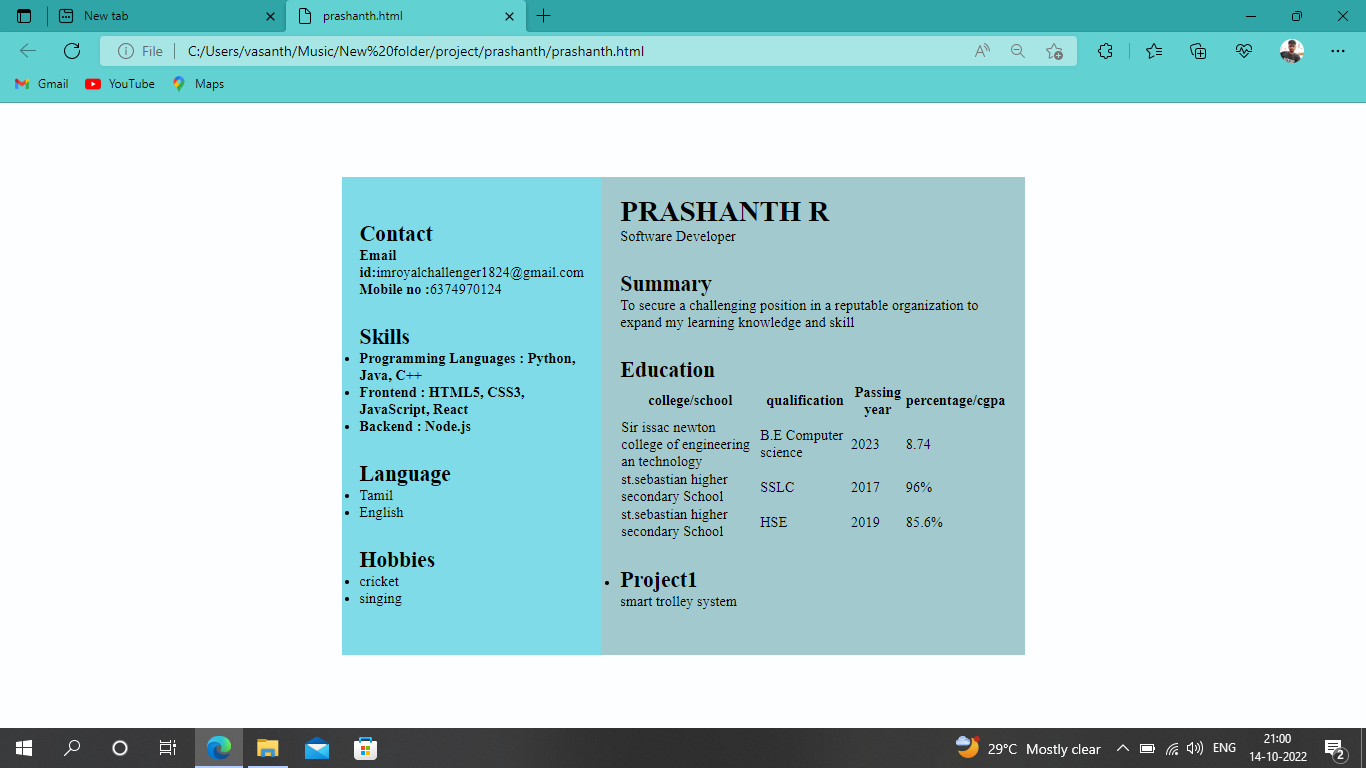 New tab
prashanth.html
File
C:/Users/vasanth/Music/New%20folder/project/prashanth/prashanth.html
Gmail
YouTube
Maps
Contact
Email
id:imroyalchallenger1824@gmail.com
Mobile no :6374970124
Skills
Programming Languages : Python,
Java, C++
Frontend : HTML5, CSS3,
JavaScript, React
Backend : Node.js
Language
Tamil
English
Hobbies
cricket
singing
PRASHANTH R
Software Developer
Summary
To secure a challenging position in a reputable organization to
expand my learning knowledge and skill
Education
college/school qualification Passing year percentage/cgpa
Sir issac newton
college of engineering
an technology
B.E Computer
science
2023 8.74
st.sebastian higher
secondary School
SSLC 2017 96%
st.sebastian higher
secondary School
HSE 2019 85.6%
Project1
smart trolley system
29°C Mostly clear
ENG
21:00
14-10-2022
2